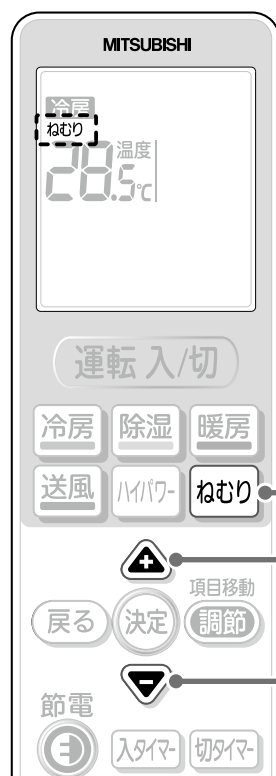 MITSUBISHI
冷房
ねむり
温度
28.5℃
運転 入/切
冷房 除湿 暖房
送風 ハイパワー ねむり
+
項目移動
戻る 決定 調節
-
節電
入タイマー 切タイマー